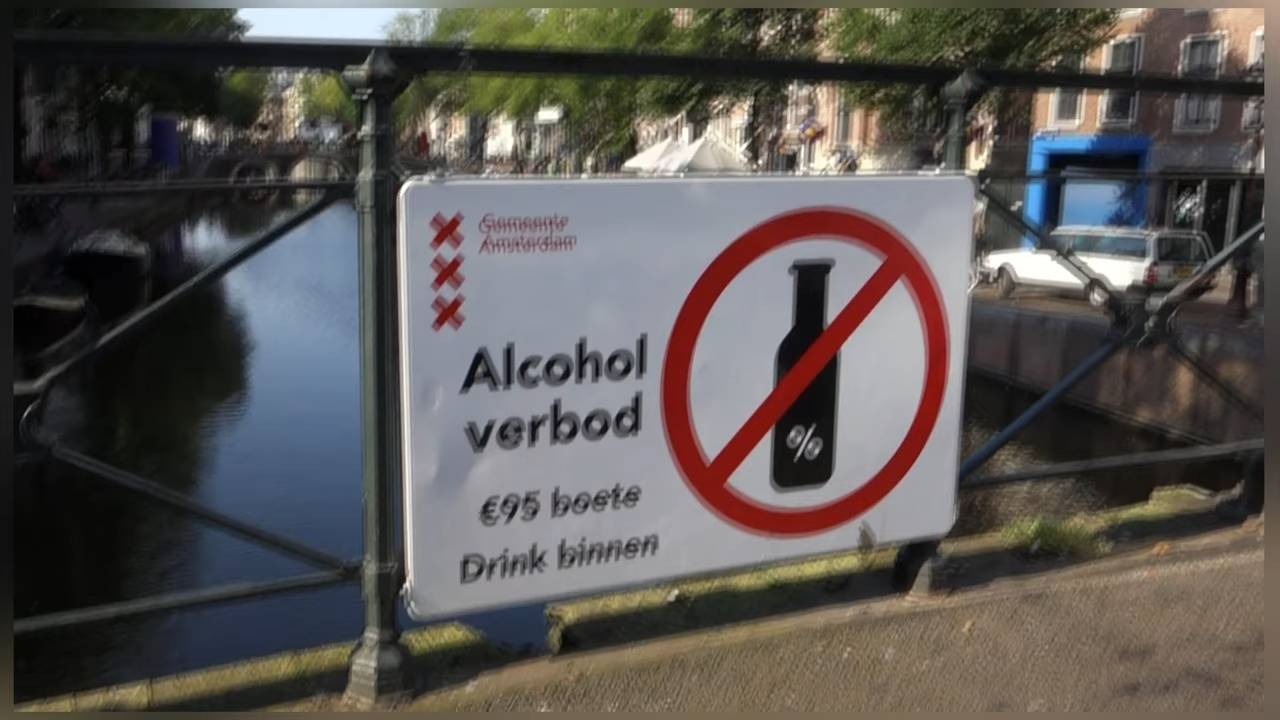 Gemeente
Amsterdam
Alcohol
verbod
€95 boete
Drink binnen
%